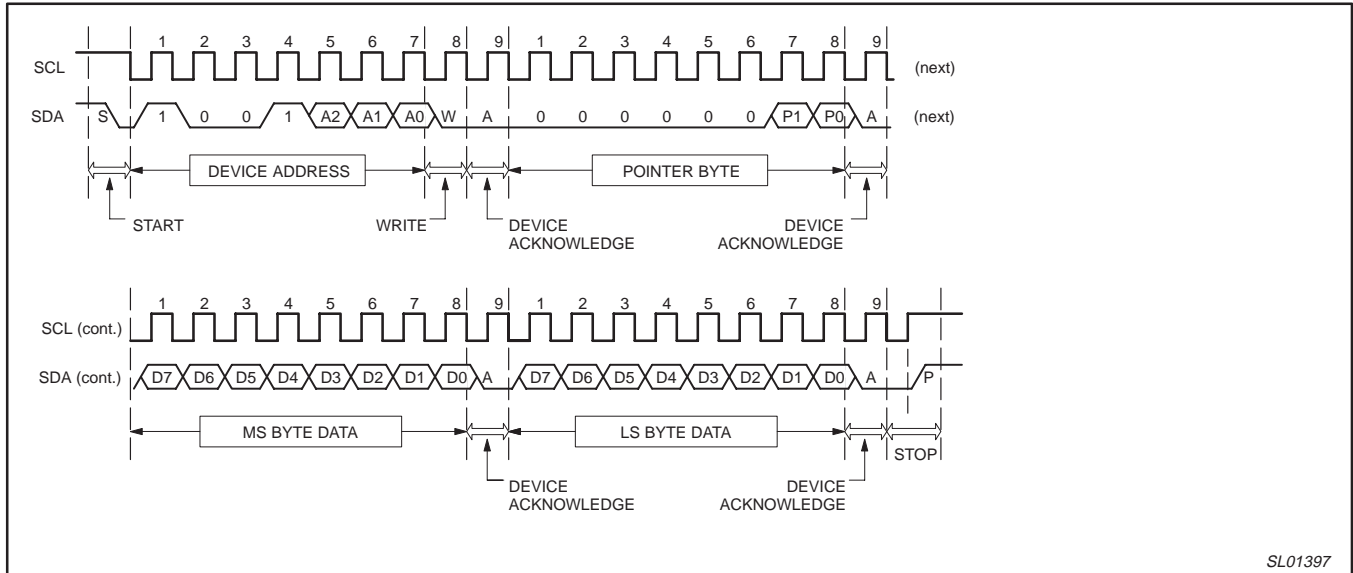 1 2 3 4 5 6 7 8 9 1 2 3 4 5 6 7 8 9
SCL (next)
SDA S 1 0 0 1 A2 A1 A0 W A 0 0 0 0 0 0 P1 P0 A (next)
DEVICE ADDRESS POINTER BYTE
START WRITE DEVICE DEVICE
ACKNOWLEDGE ACKNOWLEDGE
1 2 3 4 5 6 7 8 9 1 2 3 4 5 6 7 8 9
SCL (cont.)
SDA (cont.) D7 D6 D5 D4 D3 D2 D1 D0 A D7 D6 D5 D4 D3 D2 D1 D0 A P
MS BYTE DATA LS BYTE DATA
STOP
DEVICE DEVICE
ACKNOWLEDGE ACKNOWLEDGE
SL01397